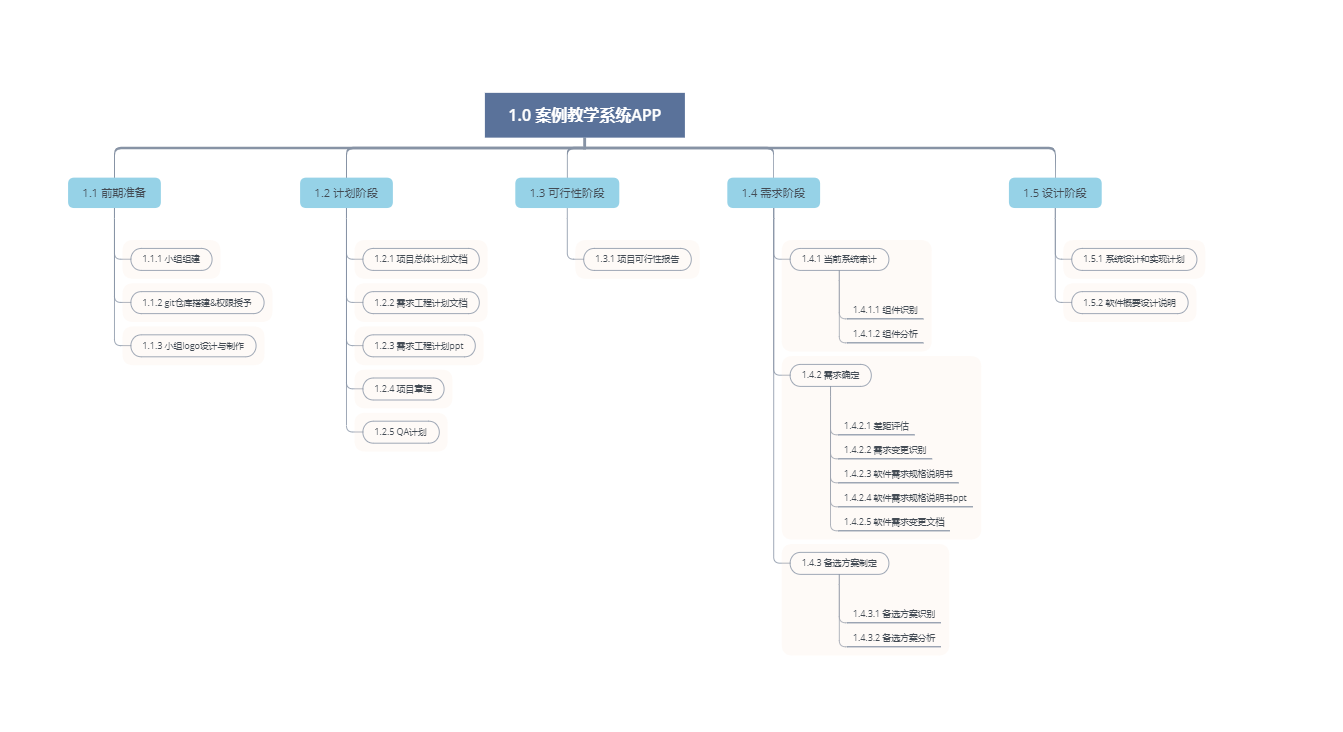 1.0 案例教学系统APP
1.1 前期准备
1.1.1 小组组建
1.1.2 git仓库搭建&权限授予
1.1.3 小组logo设计与制作
1.2 计划阶段
1.2.1 项目总体计划文档
1.2.2 需求工程计划文档
1.2.3 需求工程计划ppt
1.2.4 项目章程
1.2.5 QA计划
1.3 可行性阶段
1.3.1 项目可行性报告
1.4 需求阶段
1.4.1 当前系统审计
1.4.1.1 组件识别
1.4.1.2 组件分析
1.4.2 需求确定
1.4.2.1 差距评估
1.4.2.2 需求变更识别
1.4.2.3 软件需求规格说明书
1.4.2.4 软件需求规格说明书ppt
1.4.2.5 软件需求变更文档
1.4.3 备选方案制定
1.4.3.1 备选方案识别
1.4.3.2 备选方案分析
1.5 设计阶段
1.5.1 系统设计和实现计划
1.5.2 软件概要设计说明